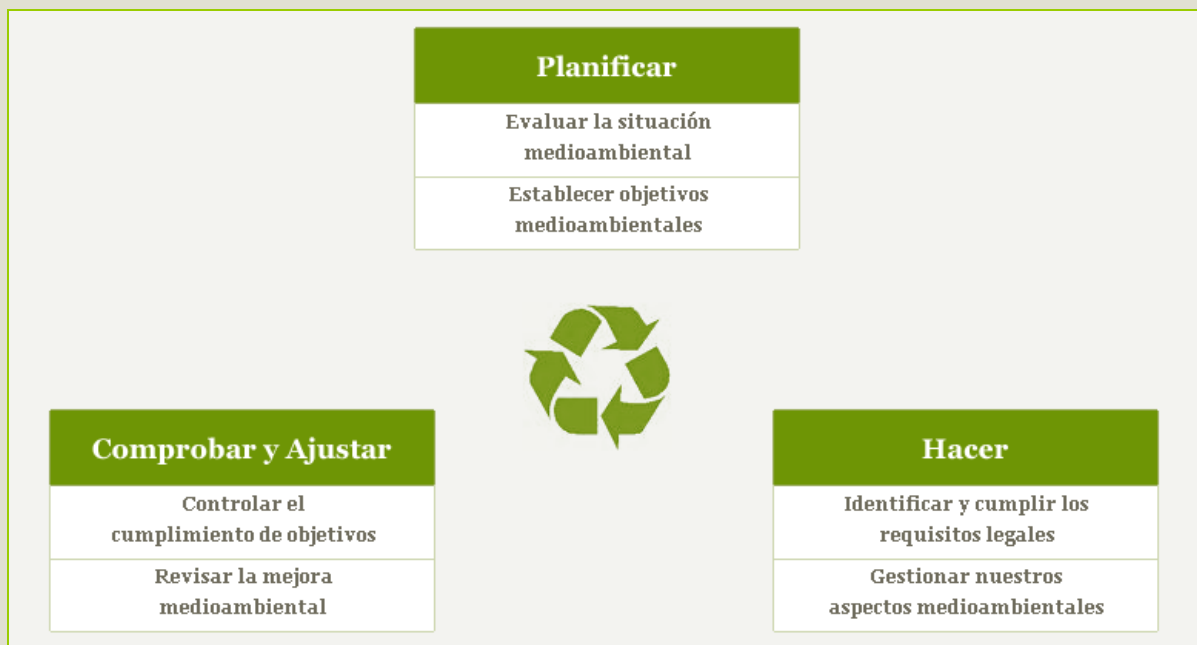 Planificar
Evaluar la situación
medioambiental
Establecer objetivos
medioambientales
Comprobar y Ajustar
Controlar el
cumplimiento de objetivos
Revisar la mejora
medioambiental
Hacer
Identificar y cumplir los
requisitos legales
Gestionar nuestros
aspectos medioambientales